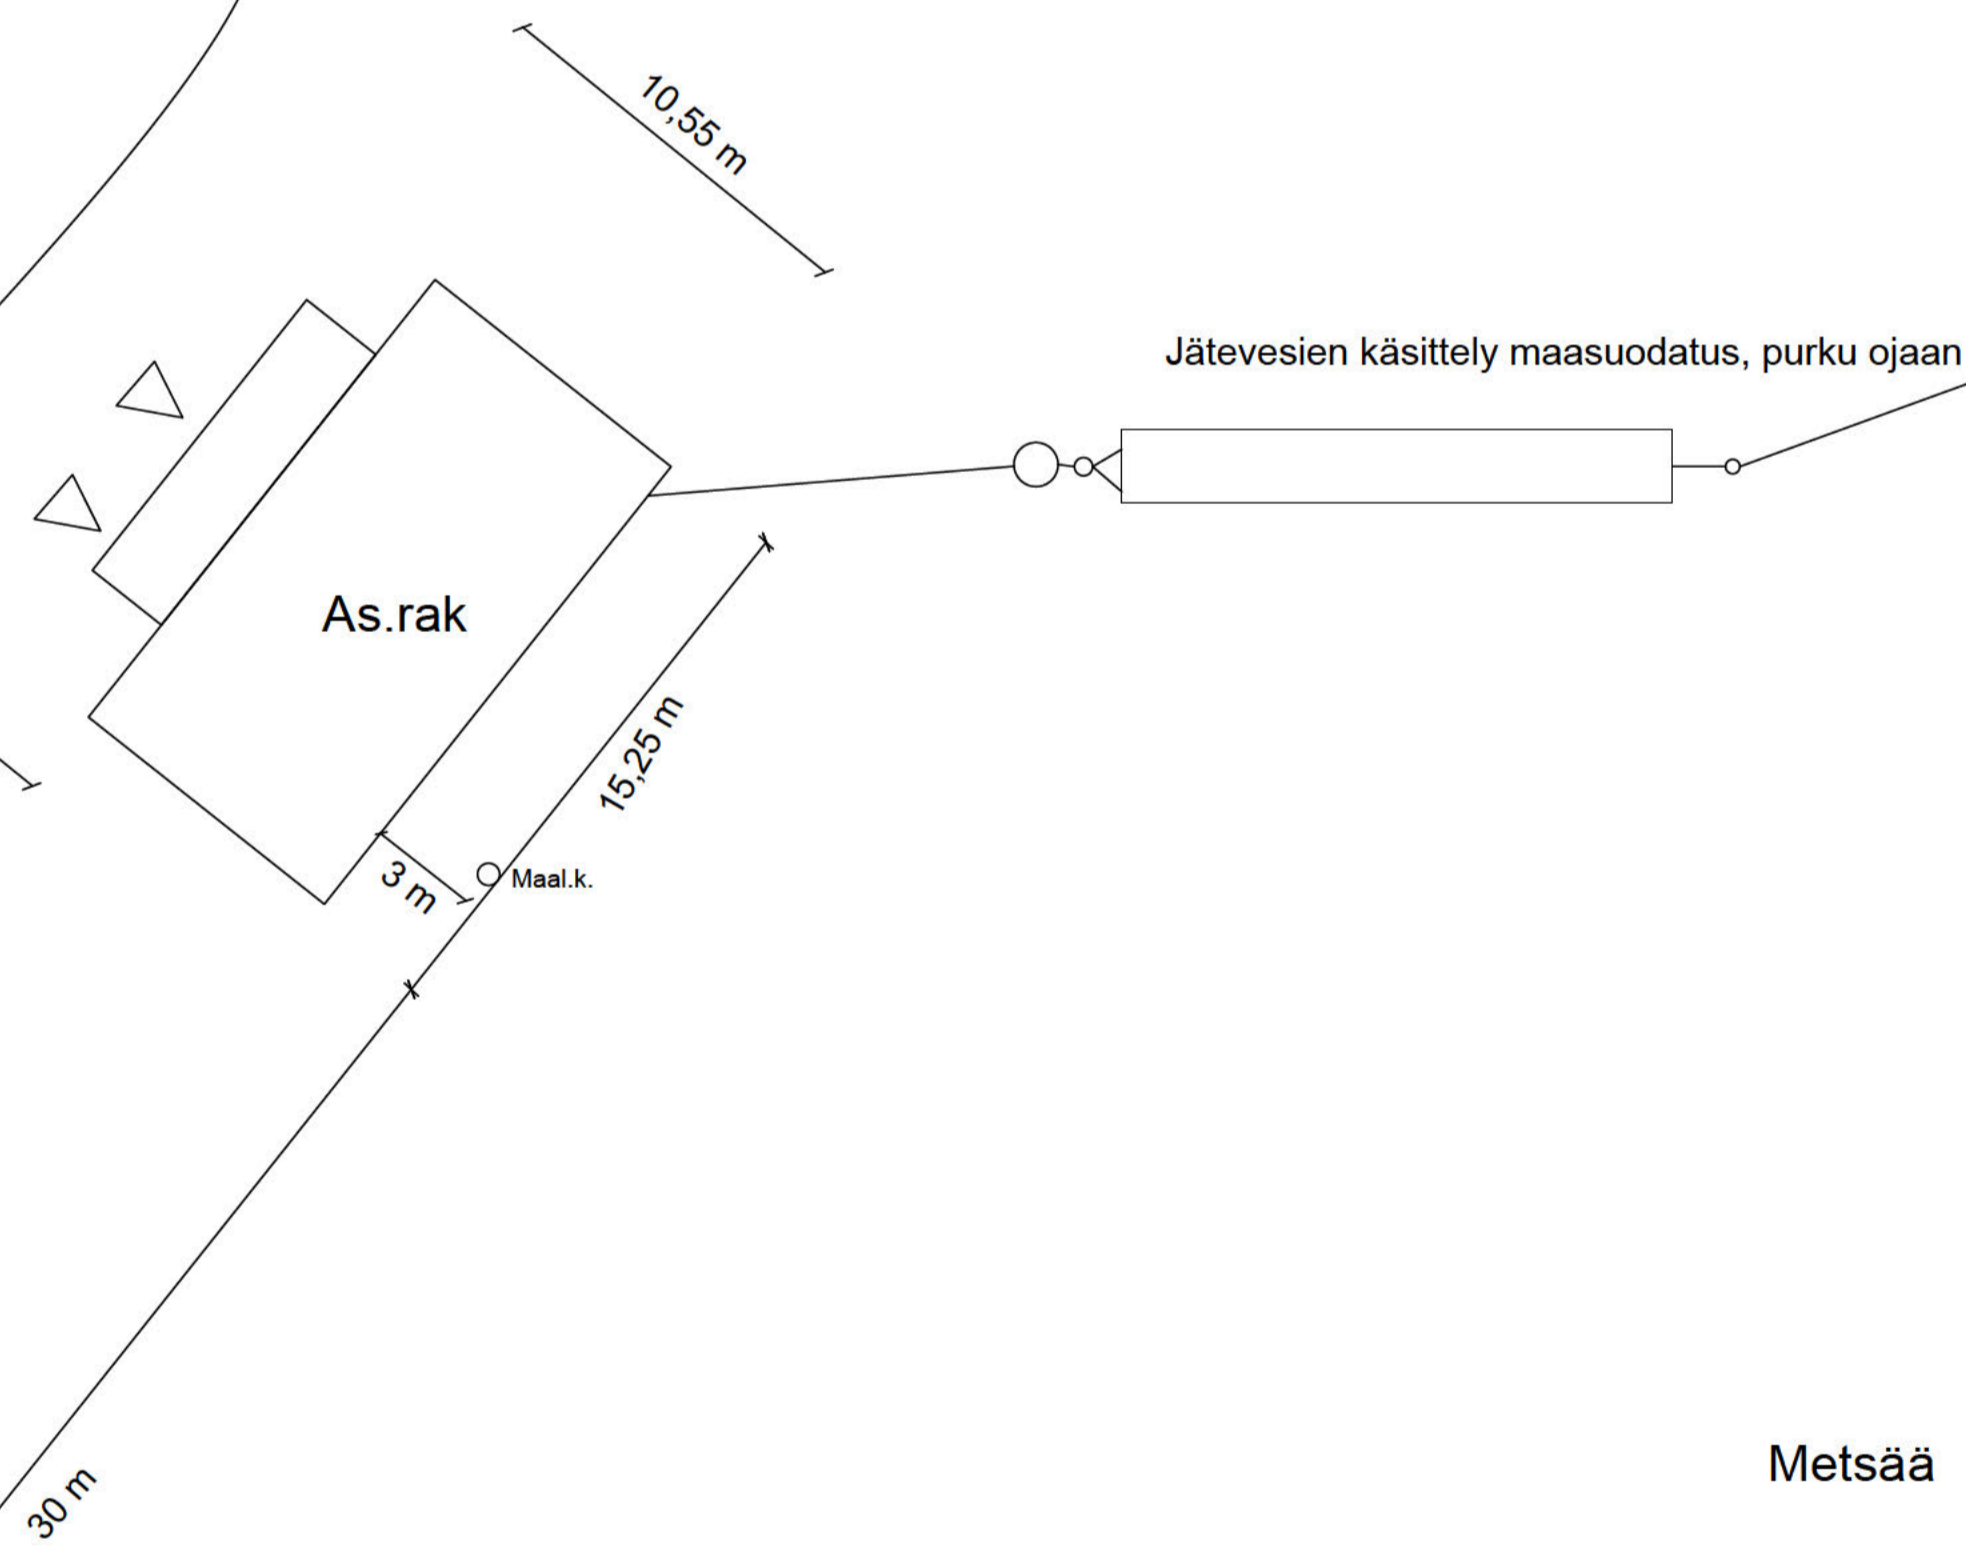 10,55 m
Jätevesien käsittely maasuodatus, purku ojaan
As.rak
15,25 m
3 m
Maal.k.
Metsää
30 m